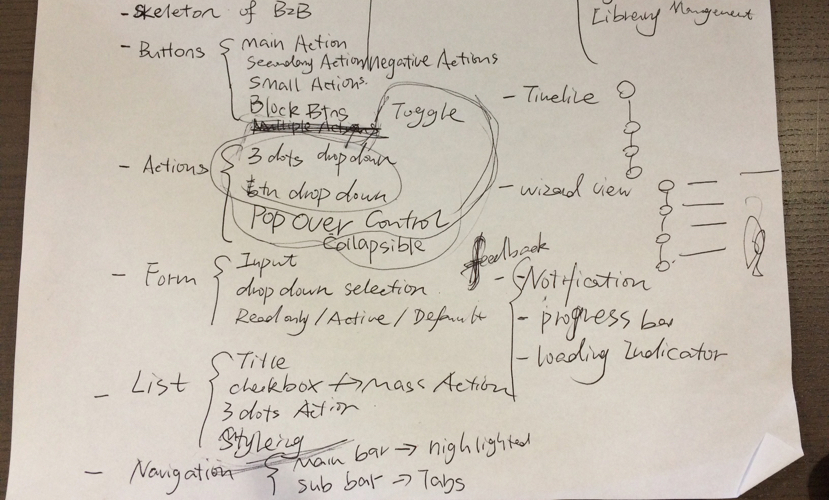 - Skeleton of B2B
Library Management
- Buttons { main Action
Secondary Action/Negative Actions
Small Actions
Block Btns
Multiple Actions
Toggle
- Actions { 3 dots dropdown
btn drop down
Pop Over Control
Collapsible
- Form { Input
drop down selection
Read only / Active / Default
- List { Title
checkbox → Mass Action
3 dots Action
Styleing
- Navigation { main bar → highlighted
sub bar → Tabs
- Timeline
- wizard view
feedback
- { - Notification
- progress bar
- loading Indicator